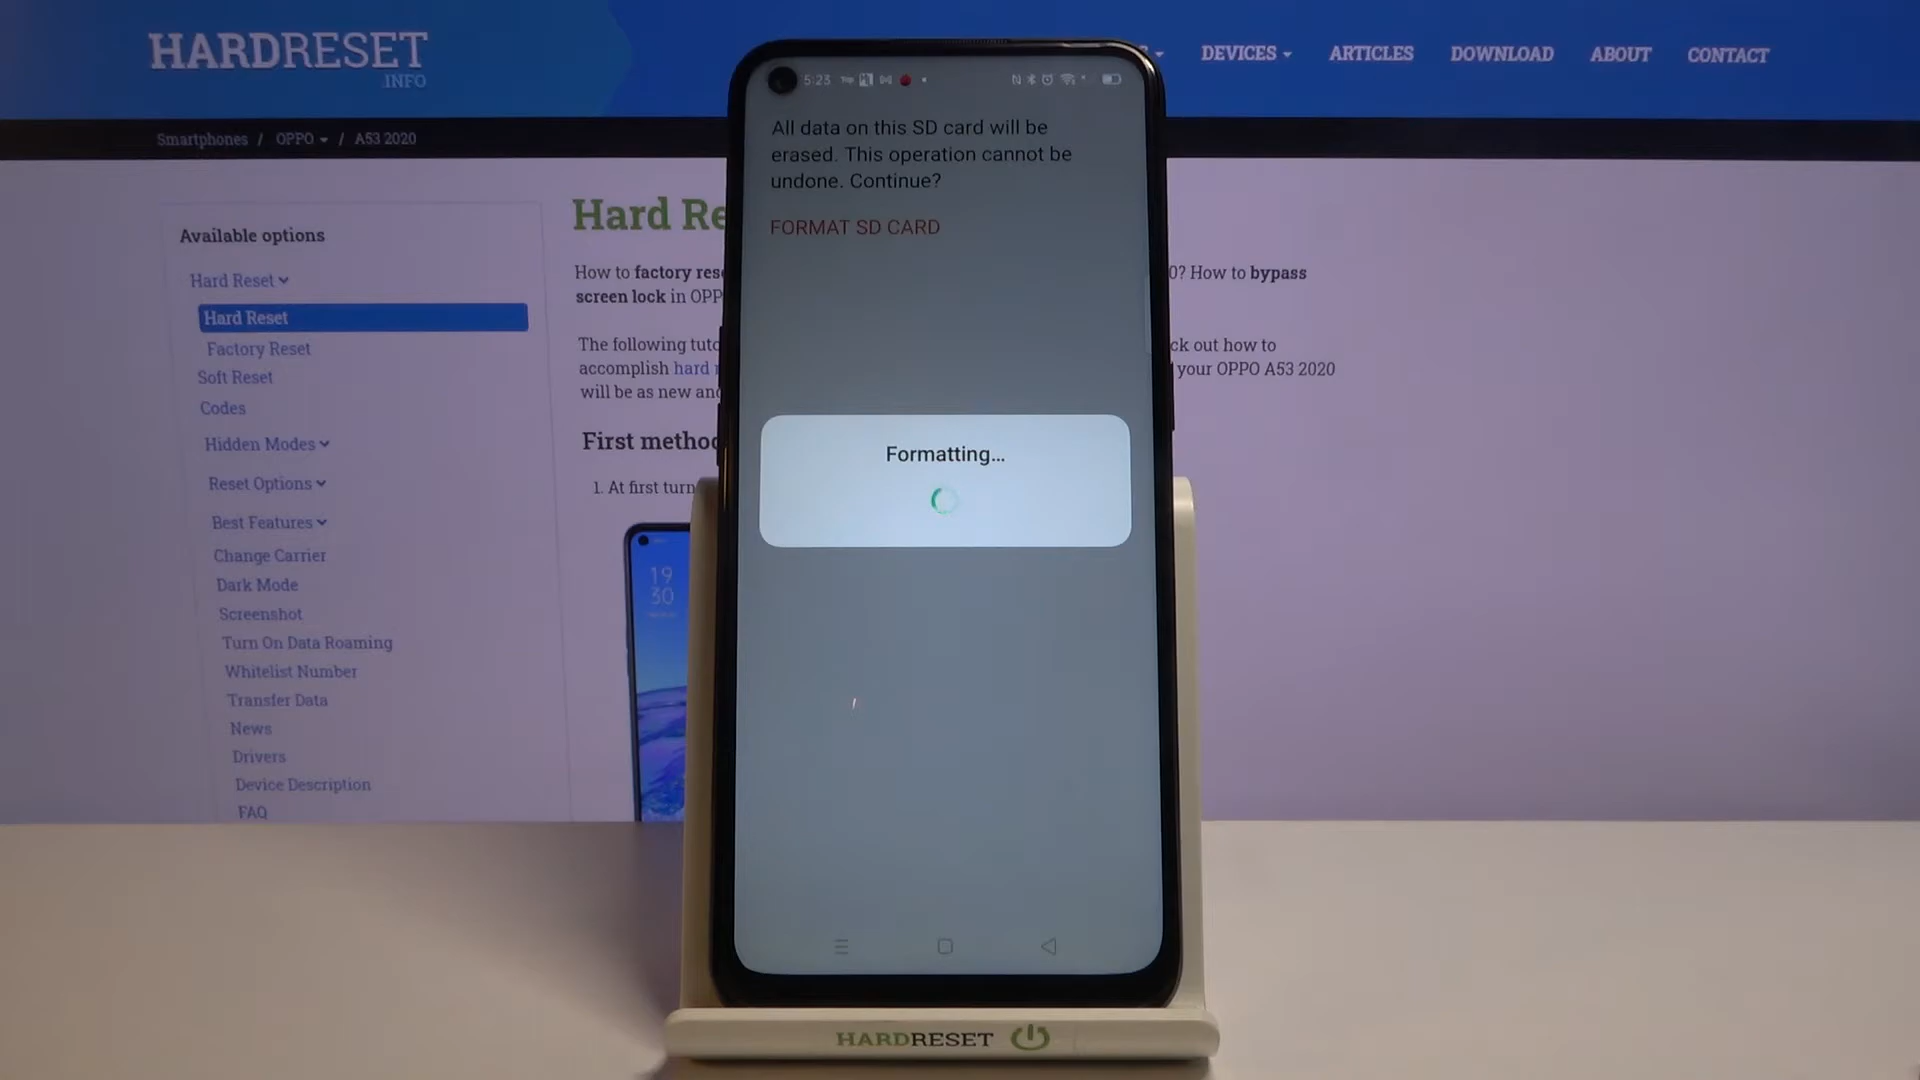 HARDRESET
.INFO
DEVICES
ARTICLES
DOWNLOAD
ABOUT
CONTACT
Smartphones / OPPO / A53 2020
Available options
Hard Reset
Hard Reset
Factory Reset
Soft Reset
Codes
Hidden Modes
Reset Options
Best Features
Change Carrier
Dark Mode
Screenshot
Turn On Data Roaming
Whitelist Number
Transfer Data
News
Drivers
Device Description
FAQ
Hard Re
How to factory res
0? How to bypass
screen lock in OPP
The following tuto
ck out how to
accomplish hard r
your OPPO A53 2020
will be as new an
First method
1. At first turn
19
30
5:23
All data on this SD card will be
erased. This operation cannot be
undone. Continue?
FORMAT SD CARD
Formatting...
HARDRESET